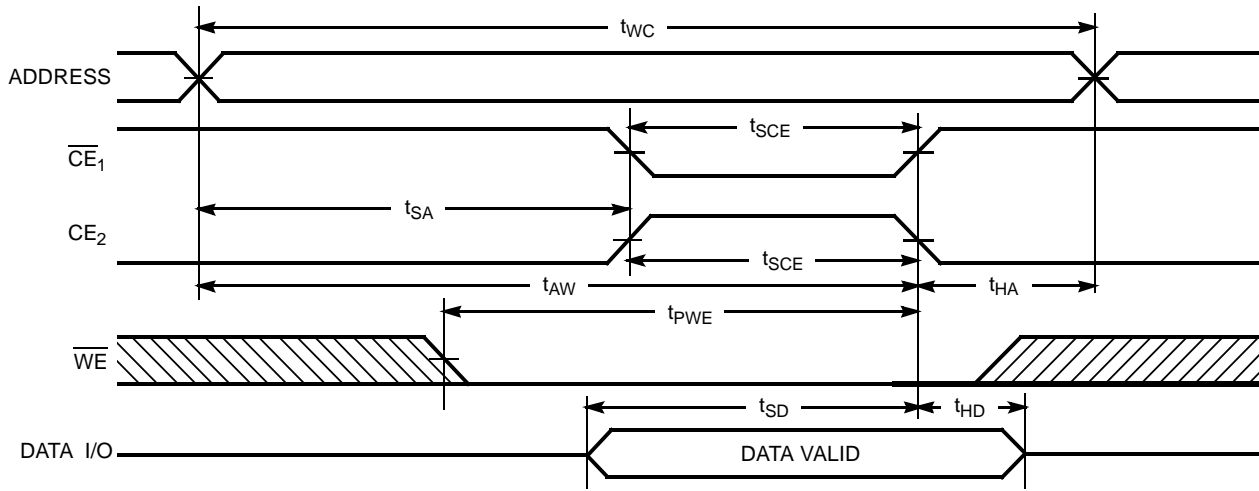 tWC
ADDRESS
tSCE
CE1
tSA
CE2
tSCE
tAW
tHA
tPWE
WE
tSD
tHD
DATA I/O
DATA VALID